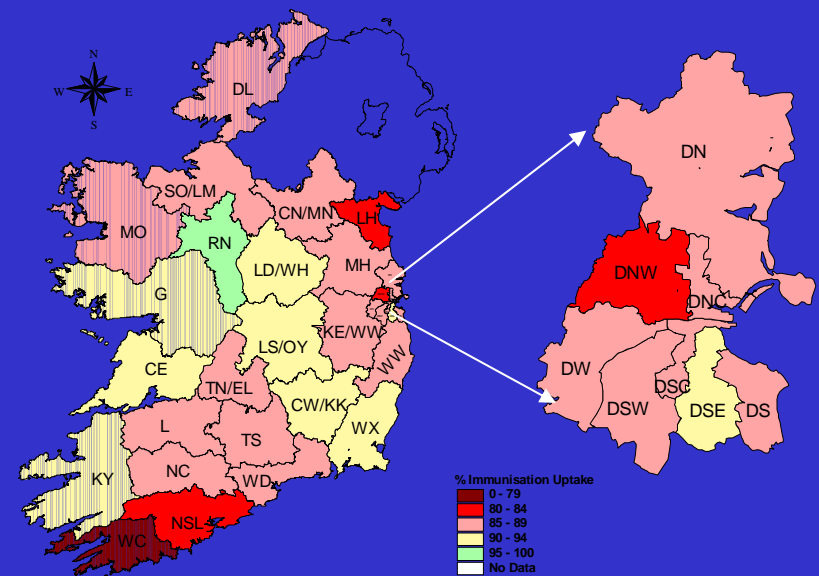 N
W E
S
DL
SO/LM
CN/MN
LH
MO
RN
LD/WH
MH
G
KE/WW
LS/OY
CE
WW
TN/EL
CW/KK
L
TS
WX
KY
NC
WD
NSL
WC
DN
DNW
DNC
DW
DSC
DSW
DSE
DS
% Immunisation Uptake
0 - 79
80 - 84
85 - 89
90 - 94
95 - 100
No Data